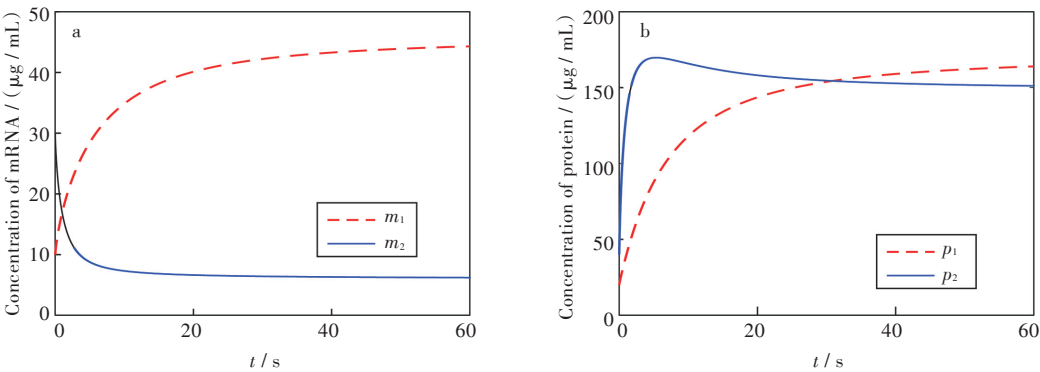 a
Concentration of mRNA / (μg / mL)
50
40
30
20
10
0
0
20
40
60
t / s
m₁
m₂
b
Concentration of protein / (μg / mL)
200
150
100
50
0
0
20
40
60
t / s
p₁
p₂